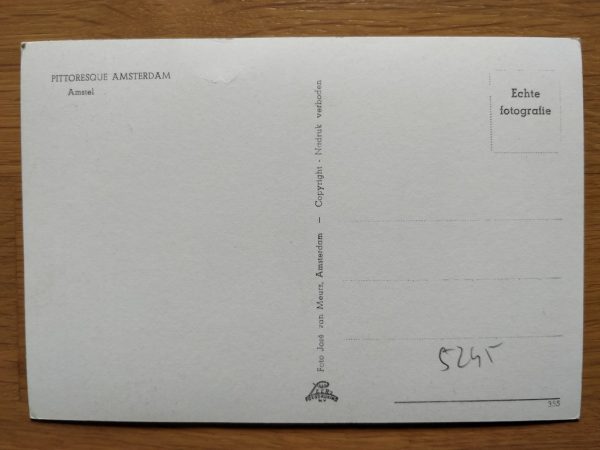 PITTORESQUE AMSTERDAM
Amstel
Foto José van Meurs, Amsterdam — Copyright - Nadruk verboden
Echte
fotografie
5245
355